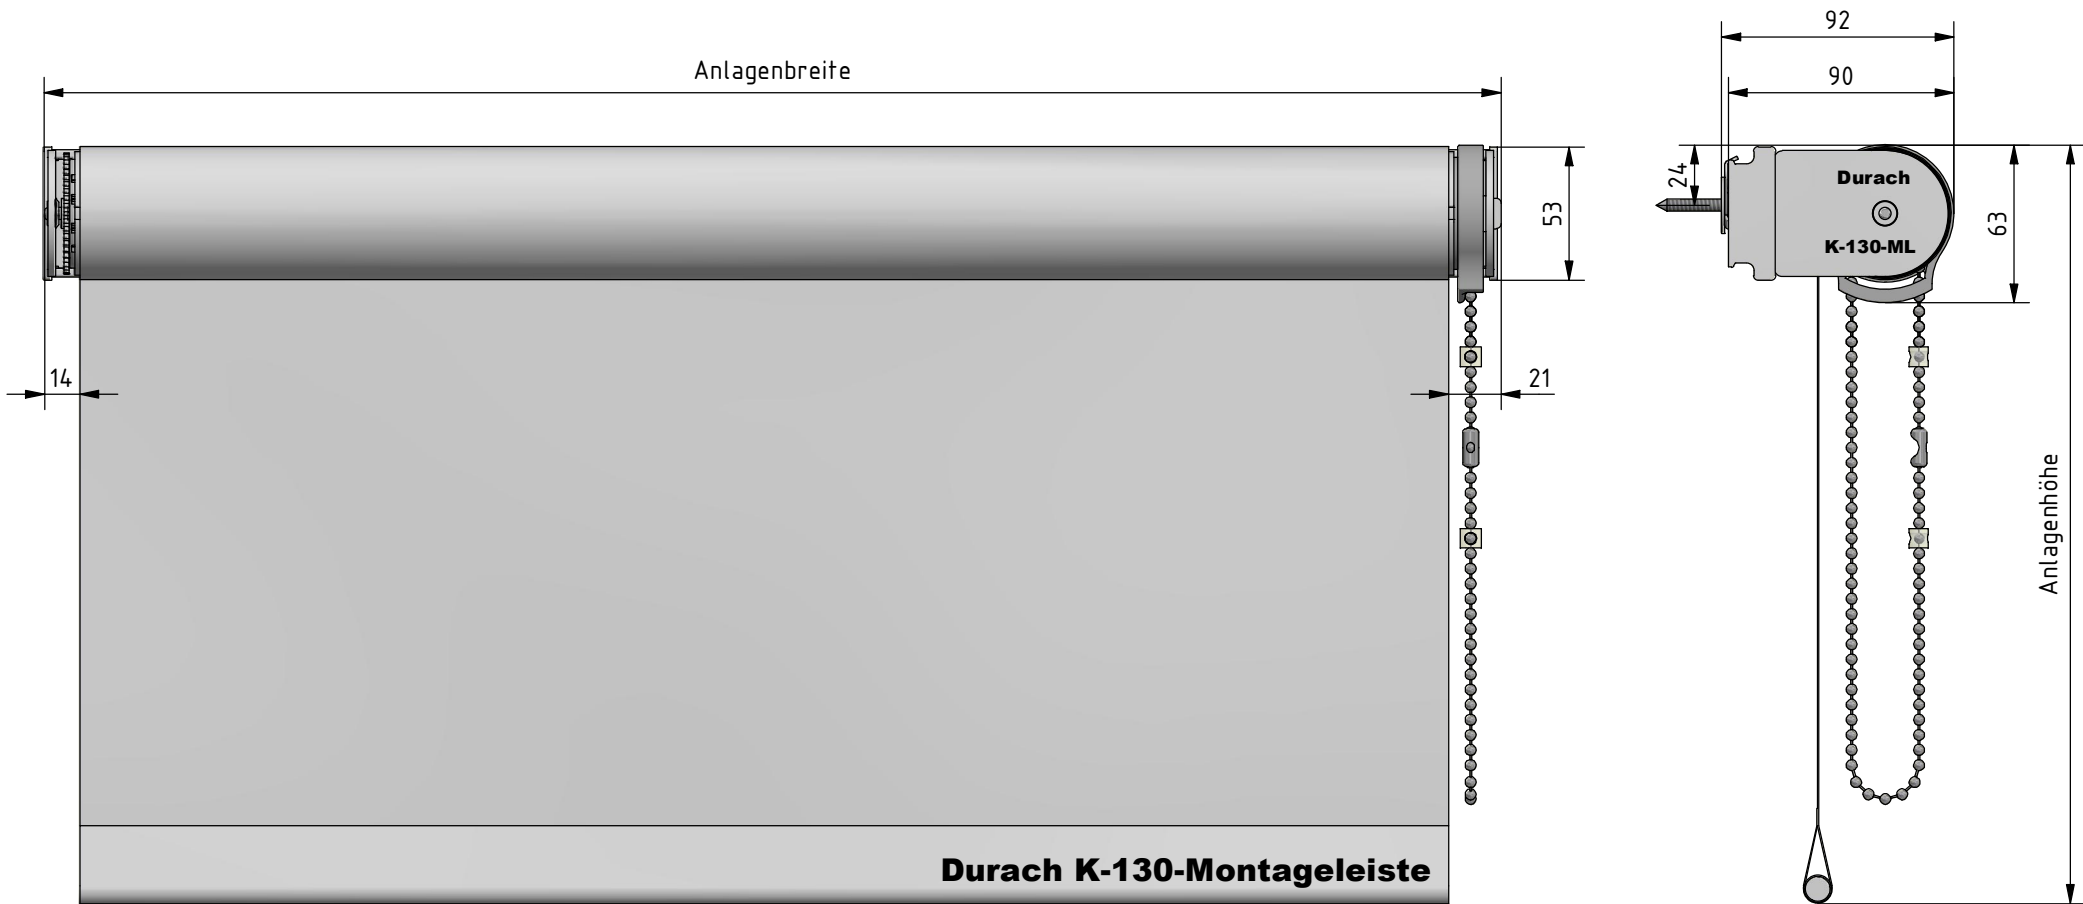 Anlagenbreite
92
90
24
53
63
Durach
K-130-ML
14
21
Anlagenhöhe
Durach K-130-Montageleiste